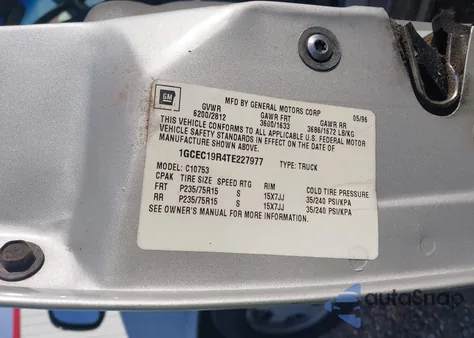 GM
MFD BY GENERAL MOTORS CORP 05/96
GVWR GAWR FRT GAWR RR
6200/2812 3600/1633 3686/1672 LB/KG
THIS VEHICLE CONFORMS TO ALL APPLICABLE U.S. FEDERAL MOTOR
VEHICLE SAFETY STANDARDS IN EFFECT ON THE DATE OF
MANUFACTURE SHOWN ABOVE.
1GCEC19R4TE227977 TYPE: TRUCK
MODEL: C10753
CPAK TIRE SIZE SPEED RTG RIM COLD TIRE PRESSURE
FRT P235/75R15 S 15X7JJ 35/240 PSI/KPA
RR P235/75R15 S 15X7JJ 35/240 PSI/KPA
SEE OWNER'S MANUAL FOR MORE INFORMATION.
autoSnap